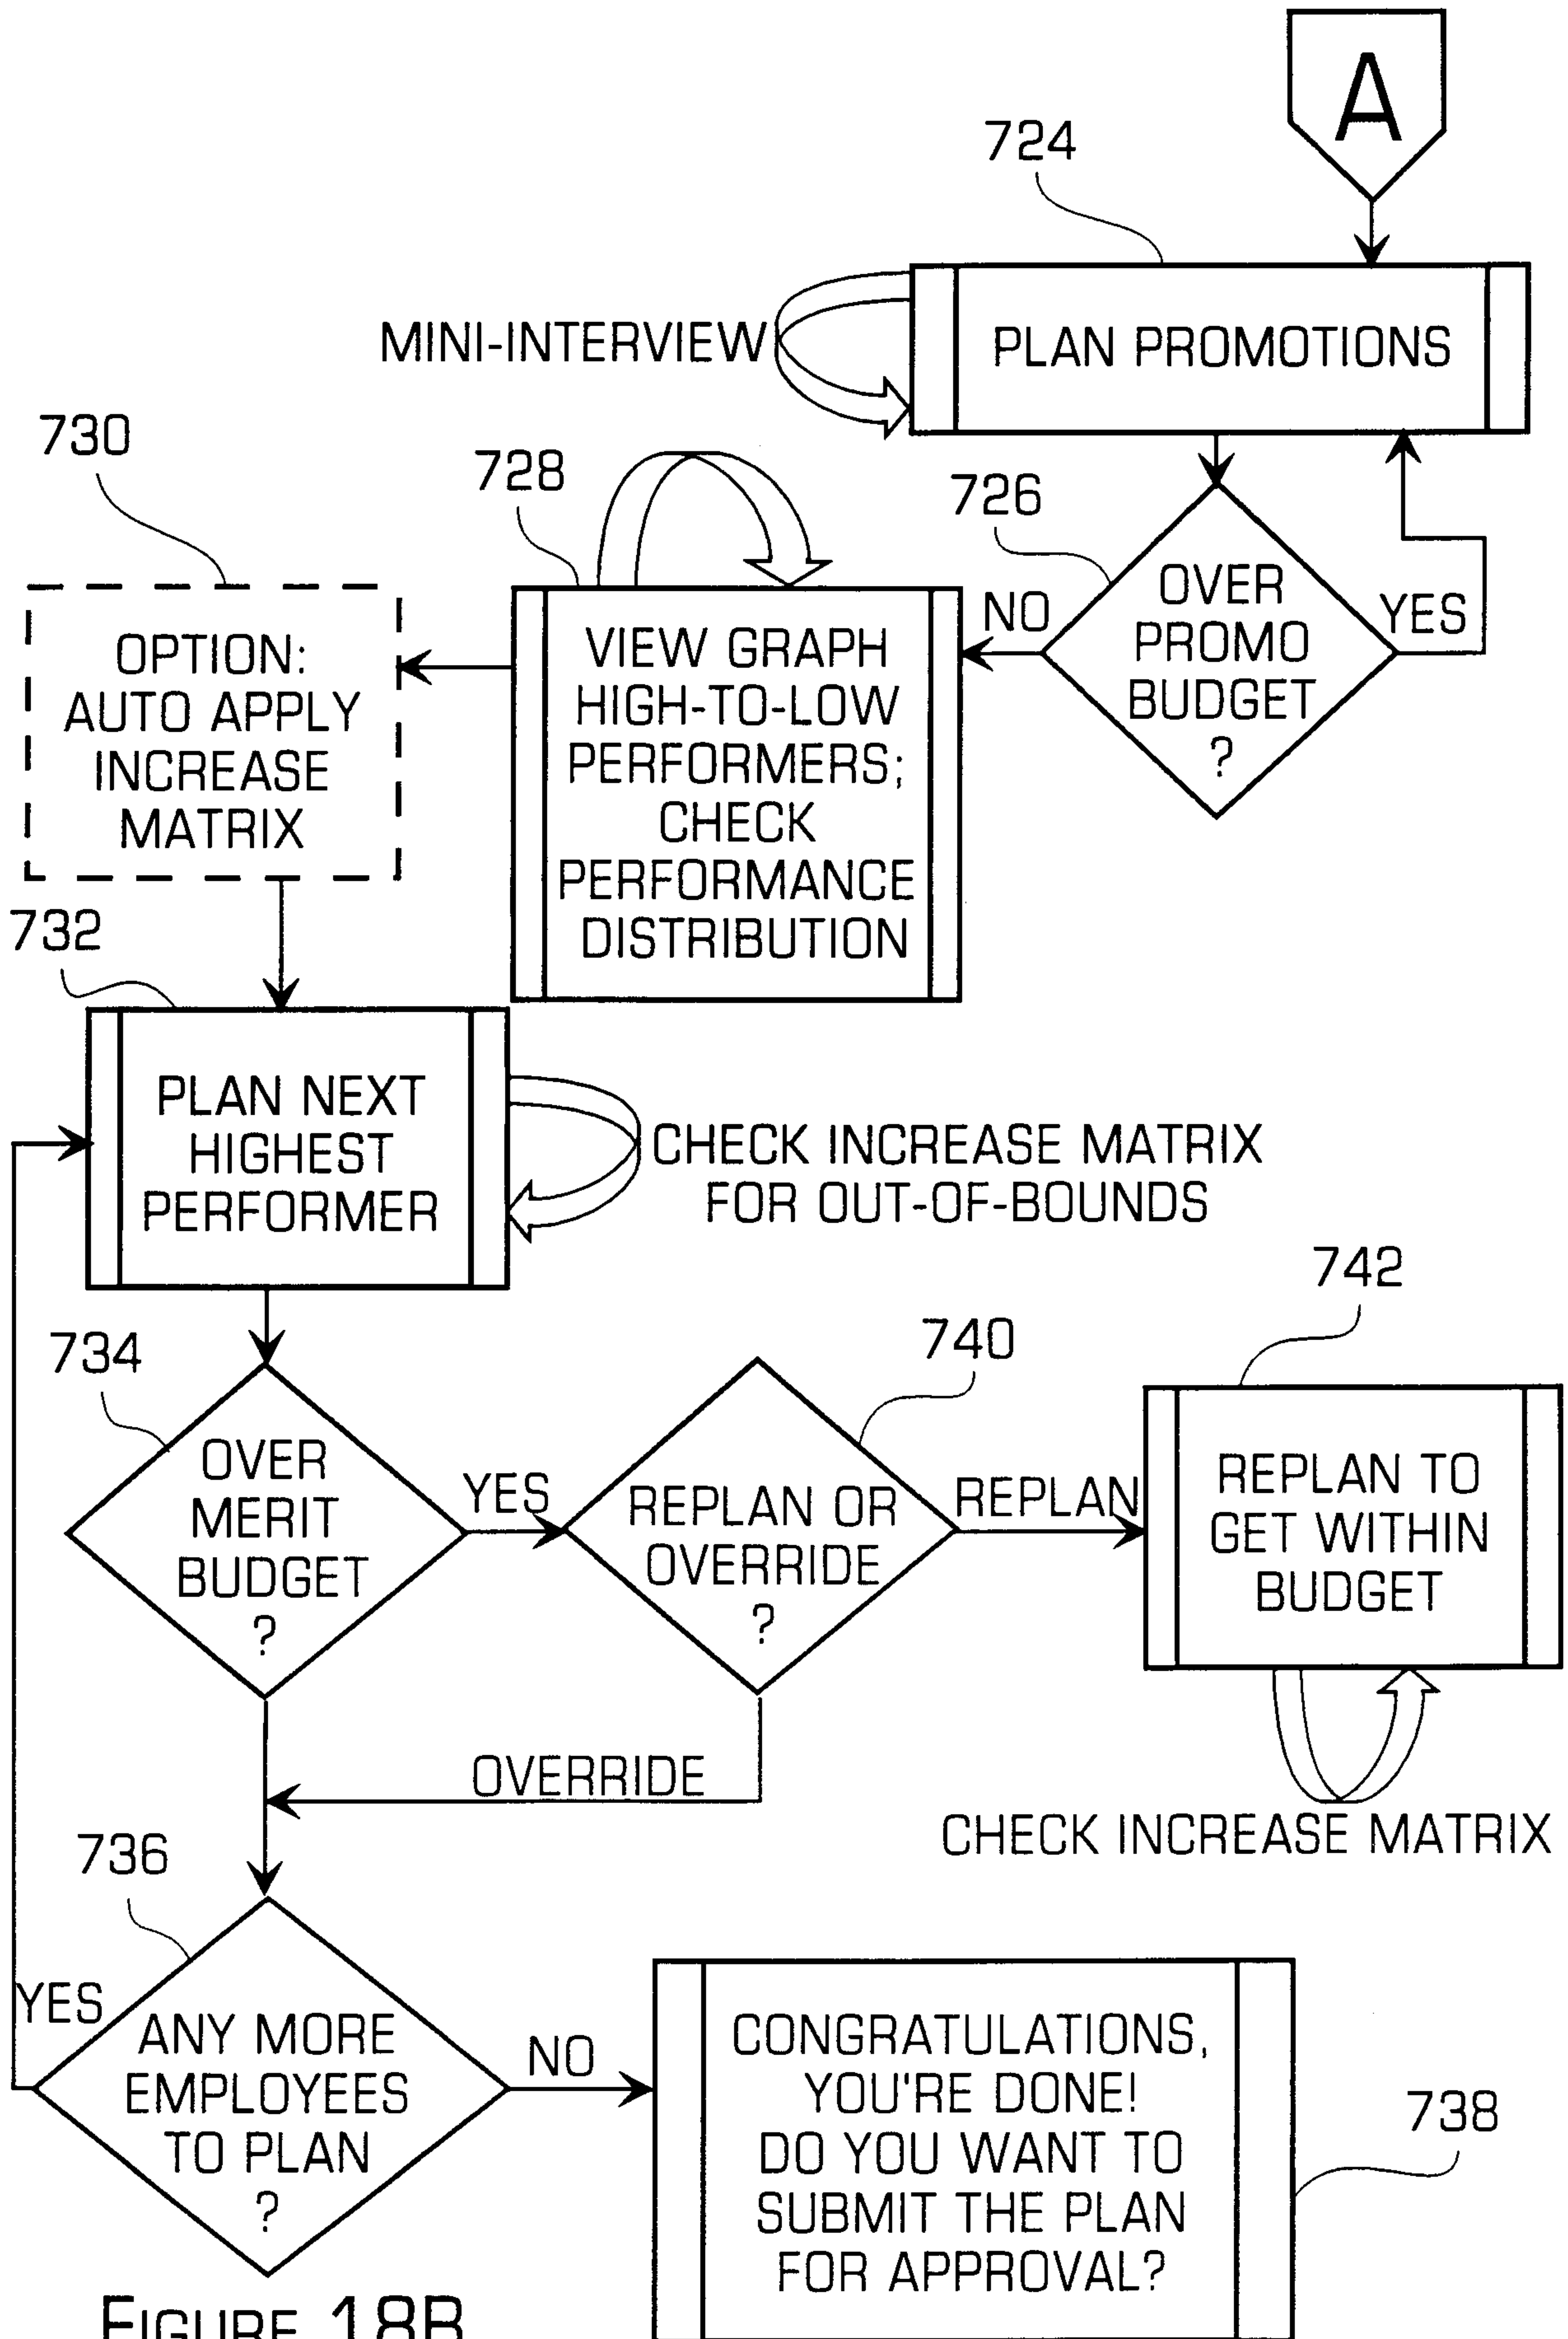 A
724
MINI-INTERVIEW
PLAN PROMOTIONS
730
728
726
OVER
PROMO
BUDGET
?
YES
NO
VIEW GRAPH
HIGH-TO-LOW
PERFORMERS;
CHECK
PERFORMANCE
DISTRIBUTION
OPTION:
AUTO APPLY
INCREASE
MATRIX
732
PLAN NEXT
HIGHEST
PERFORMER
CHECK INCREASE MATRIX
FOR OUT-OF-BOUNDS
734
OVER
MERIT
BUDGET
?
YES
740
REPLAN OR
OVERRIDE
?
REPLAN
742
REPLAN TO
GET WITHIN
BUDGET
CHECK INCREASE MATRIX
OVERRIDE
736
YES
ANY MORE
EMPLOYEES
TO PLAN
?
NO
CONGRATULATIONS,
YOU'RE DONE!
DO YOU WANT TO
SUBMIT THE PLAN
FOR APPROVAL?
738
FIGURE 18B